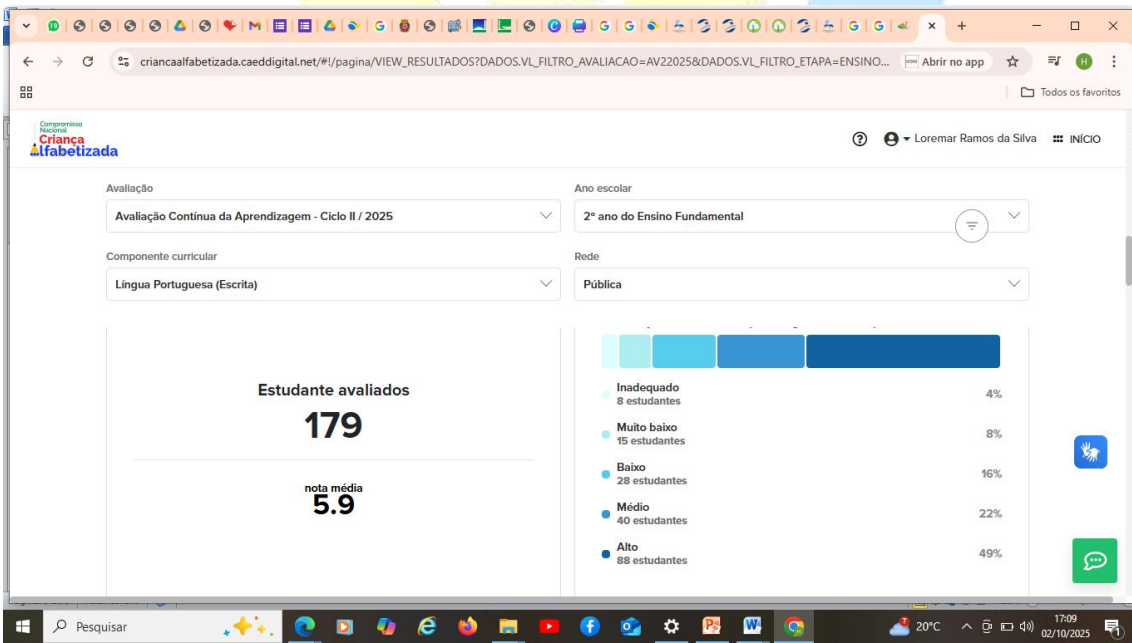 criancaalfabetizada.caeddigital.net/#!/pagina/VIEW_RESULTADOS?DADOS.VL_FILTRO_AVALIACAO=AV22025&DADOS.VL_FILTRO_ETAPA=ENSINO...
Abrir no app
H
Todos os favoritos
Compromisso
Nacional
Criança
Alfabetizada
Loremar Ramos da Silva
INÍCIO
Avaliação
Ano escolar
Avaliação Contínua da Aprendizagem - Ciclo II / 2025
2º ano do Ensino Fundamental
Componente curricular
Rede
Língua Portuguesa (Escrita)
Pública
Estudante avaliados
179
nota média
5.9
Inadequado
8 estudantes
4%
Muito baixo
15 estudantes
8%
Baixo
28 estudantes
16%
Médio
40 estudantes
22%
Alto
88 estudantes
49%
Pesquisar
20°C
17:09
02/10/2025